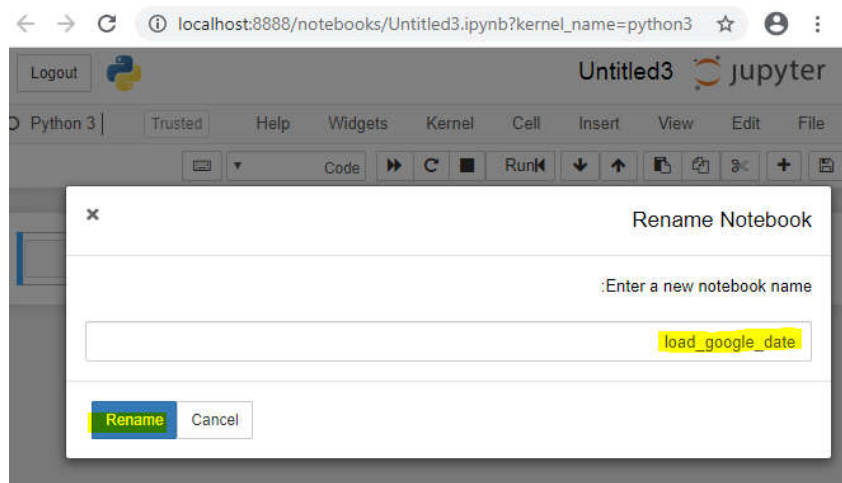 localhost:8888/notebooks/Untitled3.ipynb?kernel_name=python3
Logout Untitled3 jupyter
Python 3 Trusted Help Widgets Kernel Cell Insert View Edit File
Code Run
× Rename Notebook
:Enter a new notebook name
load_google_date
Rename Cancel